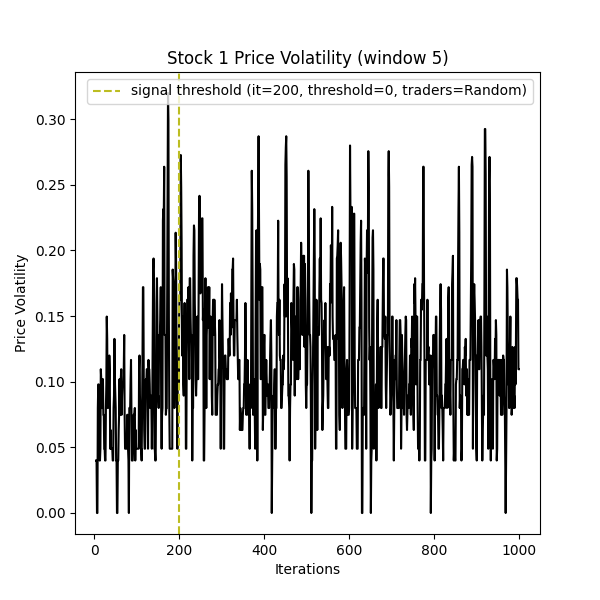 Stock 1 Price Volatility (window 5)
signal threshold (it=200, threshold=0, traders=Random)
0.30
0.25
0.20
0.15
0.10
0.05
0.00
Price Volatility
0 200 400 600 800 1000
Iterations